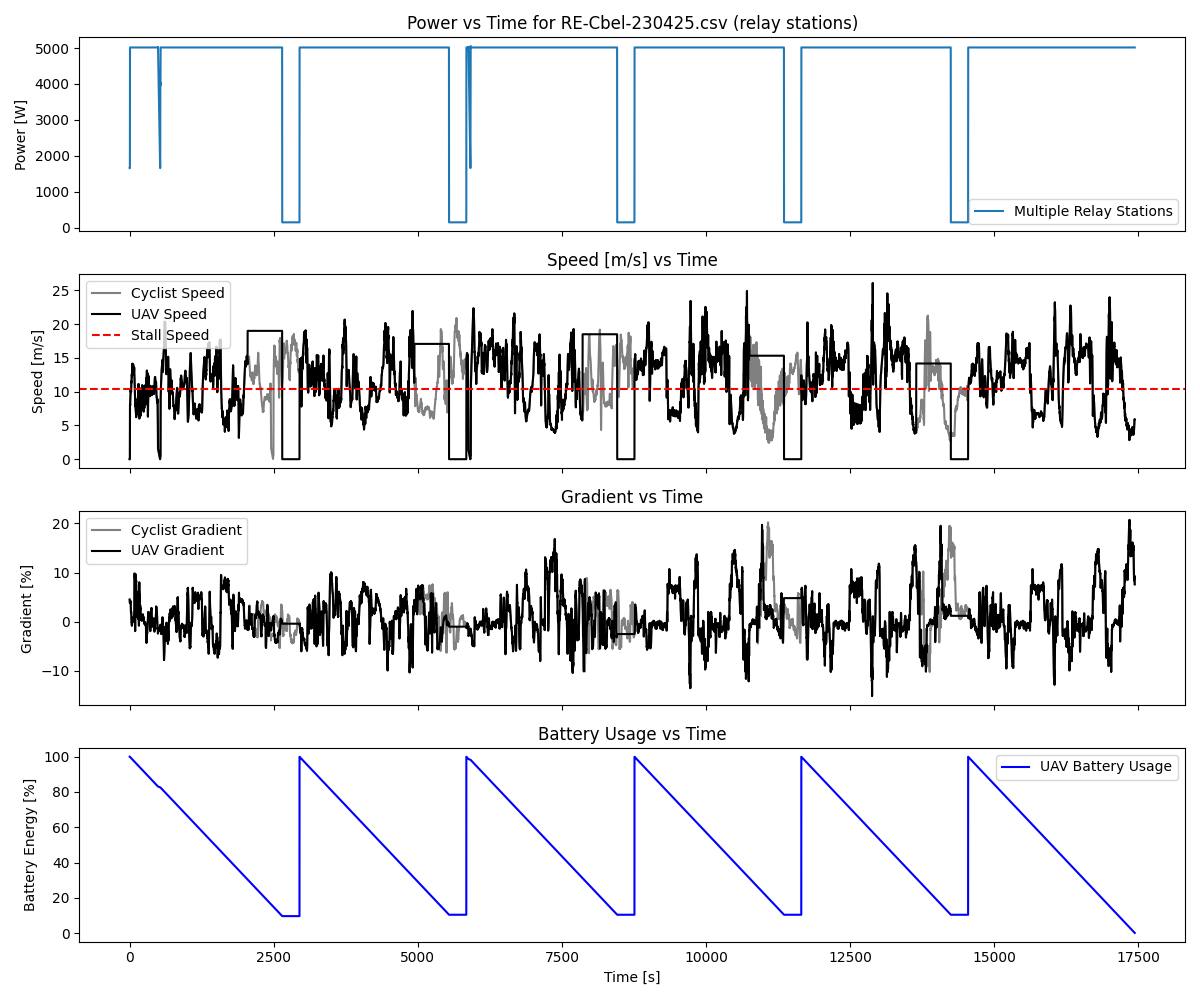 Power vs Time for RE-Cbel-230425.csv (relay stations)
Power [W]
5000
4000
3000
2000
1000
0
Multiple Relay Stations
Speed [m/s] vs Time
Speed [m/s]
25
20
15
10
5
0
Cyclist Speed
UAV Speed
Stall Speed
Gradient vs Time
Gradient [%]
20
10
0
−10
Cyclist Gradient
UAV Gradient
Battery Usage vs Time
Battery Energy [%]
100
80
60
40
20
0
UAV Battery Usage
0 2500 5000 7500 10000 12500 15000 17500
Time [s]